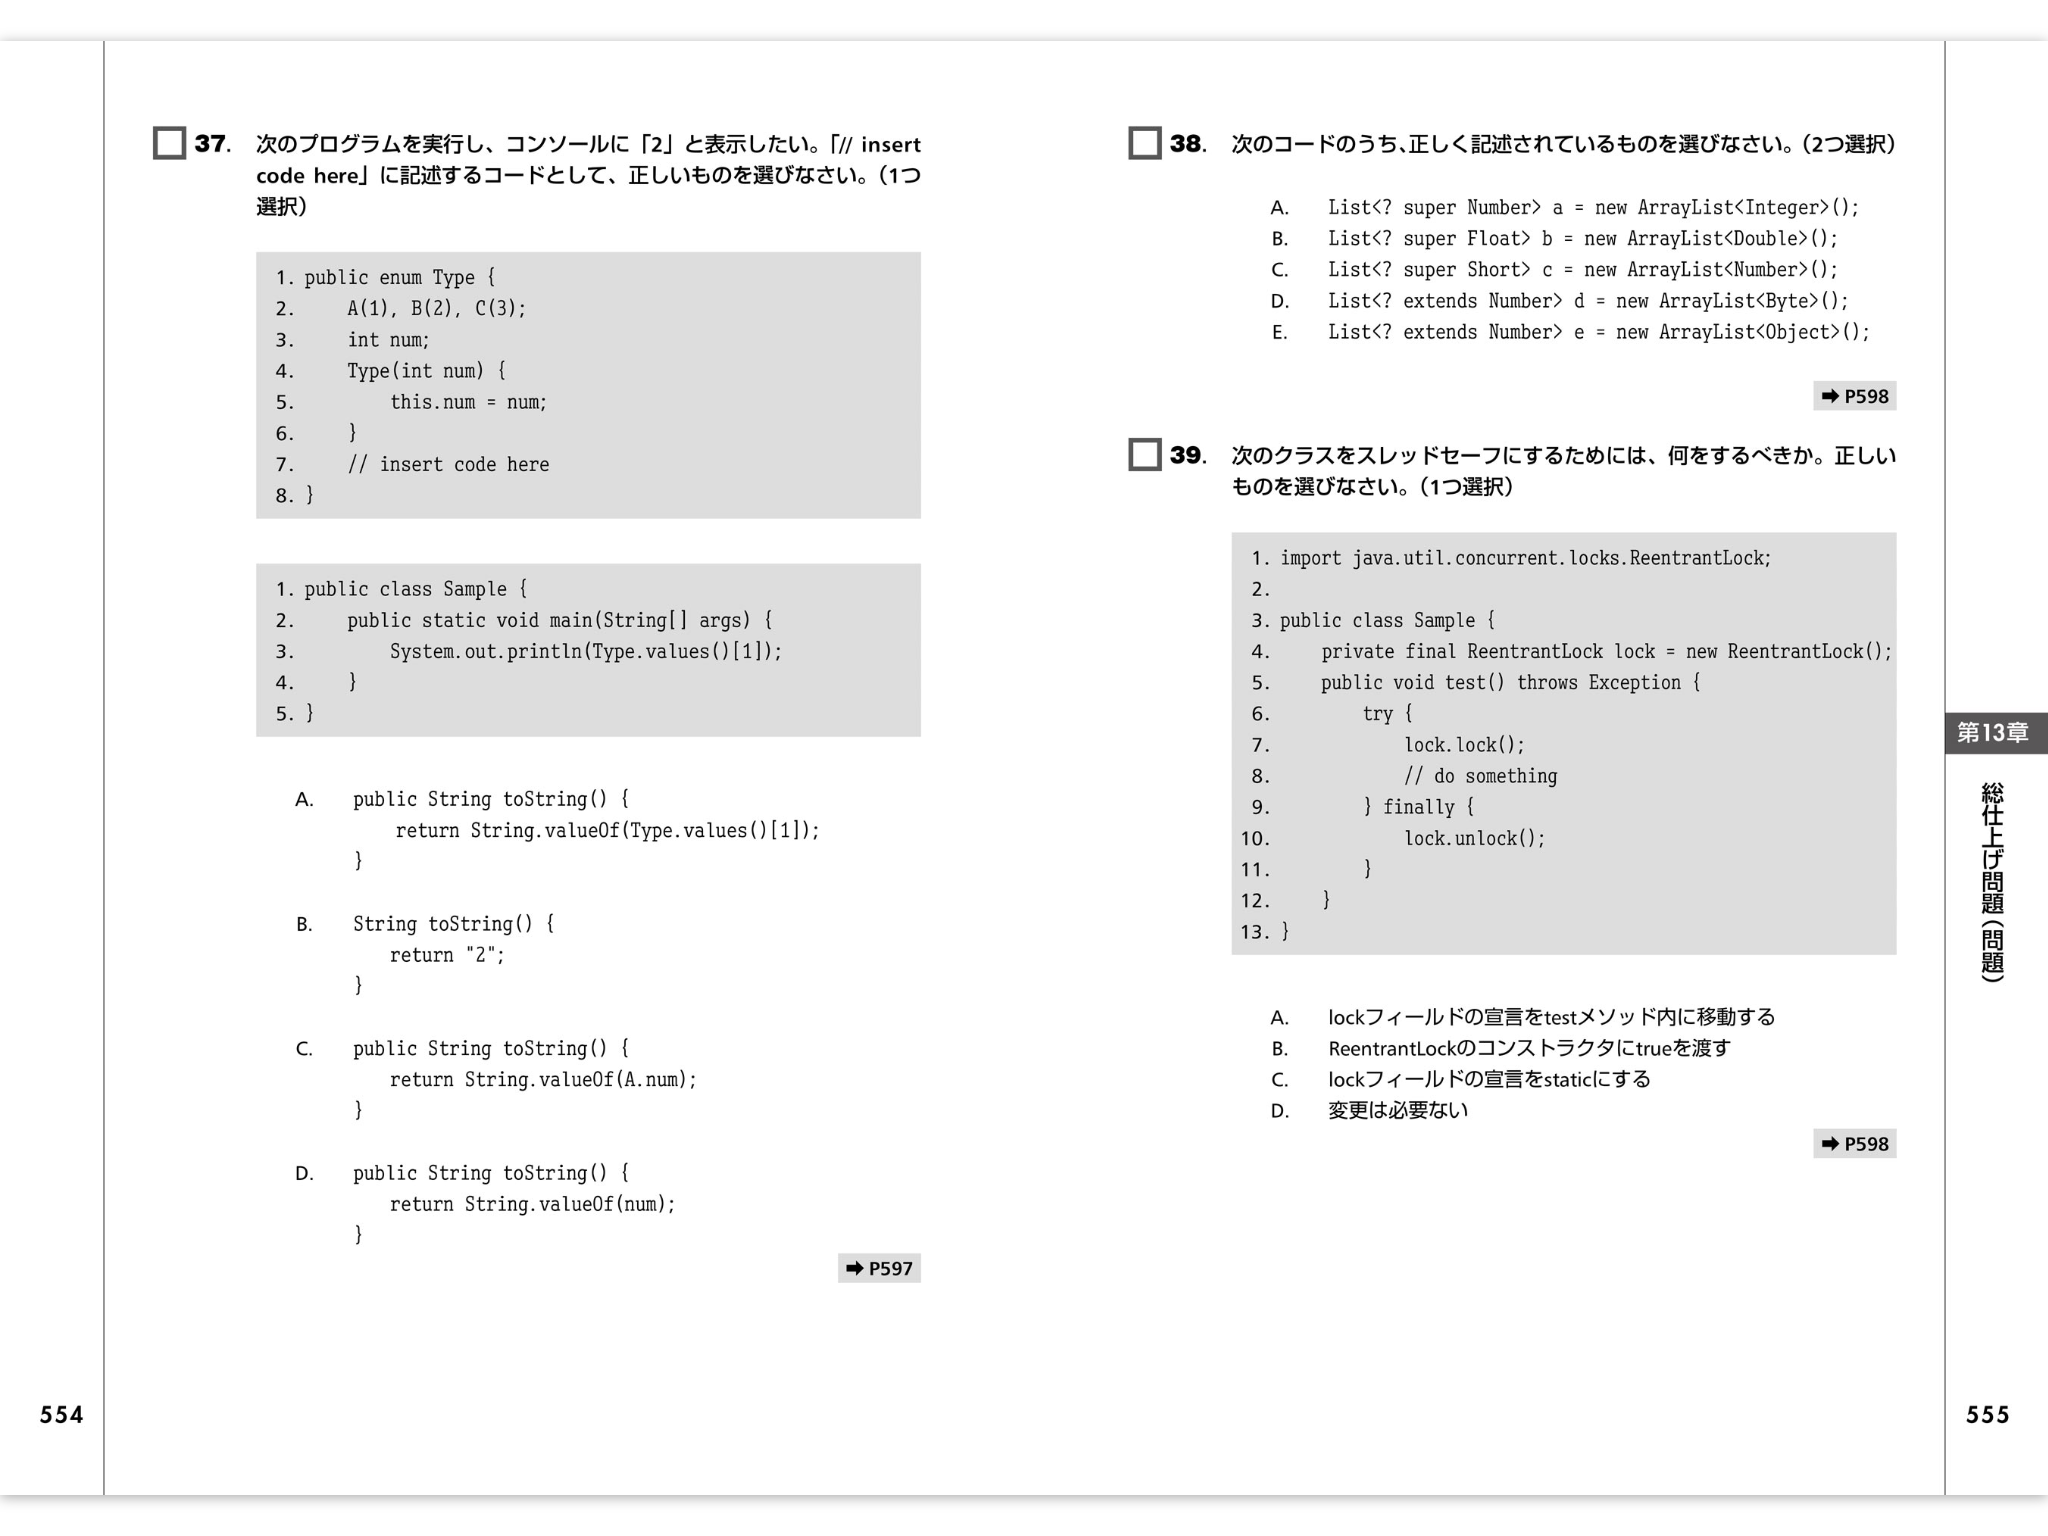 37. 次のプログラムを実行し、コンソールに「2」と表示したい。「// insert
code here」に記述するコードとして、正しいものを選びなさい。（1つ
選択）
1. public enum Type {
2.     A(1), B(2), C(3);
3.     int num;
4.     Type(int num) {
5.         this.num = num;
6.     }
7.     // insert code here
8. }
1. public class Sample {
2.     public static void main(String[] args) {
3.         System.out.println(Type.values()[1]);
4.     }
5. }
A. public String toString() {
return String.valueOf(Type.values()[1]);
}
B. String toString() {
return "2";
}
C. public String toString() {
return String.valueOf(A.num);
}
D. public String toString() {
return String.valueOf(num);
}
➡ P597
554
38. 次のコードのうち、正しく記述されているものを選びなさい。（2つ選択）
A. List<? super Number> a = new ArrayList<Integer>();
B. List<? super Float> b = new ArrayList<Double>();
C. List<? super Short> c = new ArrayList<Number>();
D. List<? extends Number> d = new ArrayList<Byte>();
E. List<? extends Number> e = new ArrayList<Object>();
➡ P598
39. 次のクラスをスレッドセーフにするためには、何をするべきか。正しい
ものを選びなさい。（1つ選択）
1. import java.util.concurrent.locks.ReentrantLock;
2.
3. public class Sample {
4.     private final ReentrantLock lock = new ReentrantLock();
5.     public void test() throws Exception {
6.         try {
7.             lock.lock();
8.             // do something
9.         } finally {
10.             lock.unlock();
11.         }
12.     }
13. }
A. lockフィールドの宣言をtestメソッド内に移動する
B. ReentrantLockのコンストラクタにtrueを渡す
C. lockフィールドの宣言をstaticにする
D. 変更は必要ない
➡ P598
第13章
総仕上げ問題（問題）
555